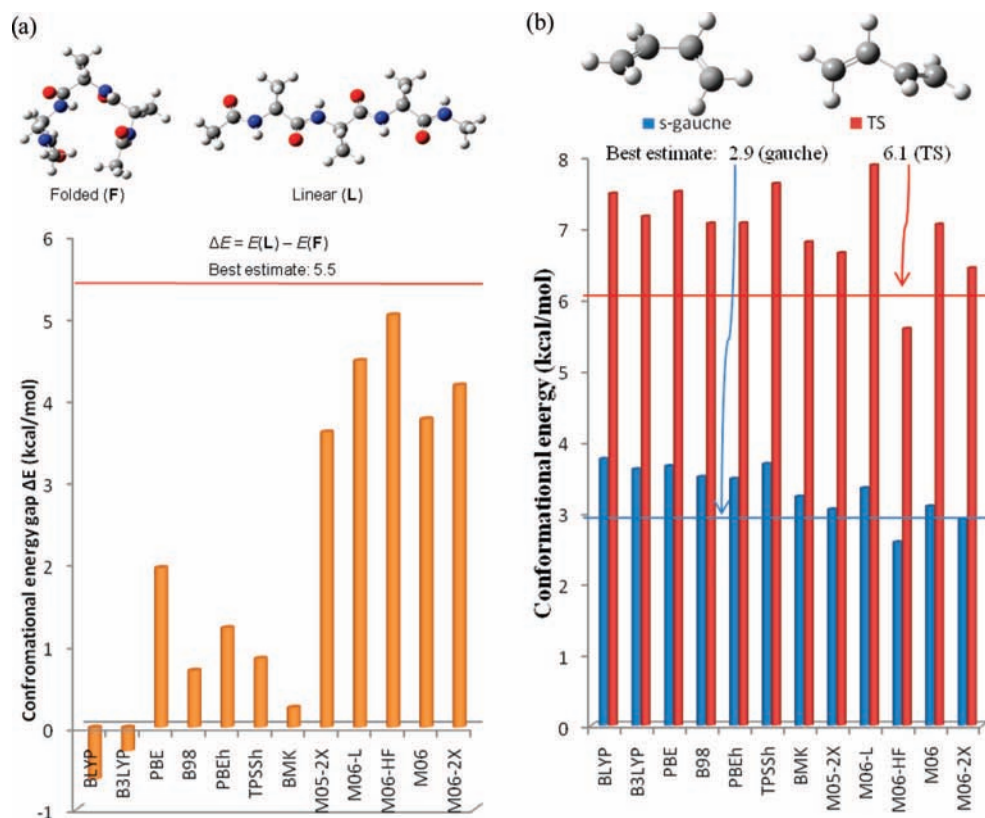 (a)
Folded (F)
Linear (L)
ΔE = E(L) – E(F)
Best estimate: 5.5
Confromational energy gap ΔE (kcal/mol)
6
5
4
3
2
1
0
-1
BLYP
B3LYP
PBE
B98
PBEh
TPSSh
BMK
M05-2X
M06-L
M06-HF
M06
M06-2X
(b)
s-gauche
TS
Best estimate: 2.9 (gauche) 6.1 (TS)
Conformational energy (kcal/mol)
8
7
6
5
4
3
2
1
0
BLYP
B3LYP
PBE
B98
PBEh
TPSSh
BMK
M05-2X
M06-L
M06-HF
M06
M06-2X